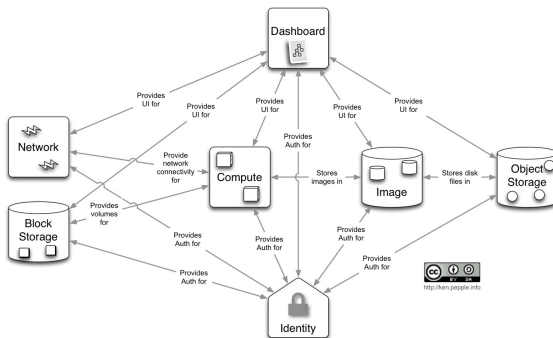 Dashboard
Provides
UI for
Provides
UI for
Provides
UI for
Provides
UI for
Provides
UI for
Provides
Auth for
Network
Provide
network
connectivity
for
Compute
Stores
images in
Image
Stores disk
files in
Object
Storage
Block
Storage
Provides
volumes
for
Provides
Auth for
Provides
Auth for
Provides
Auth for
Provides
Auth for
Provides
Auth for
Identity
cc
BY SA
http://ken.pepple.info